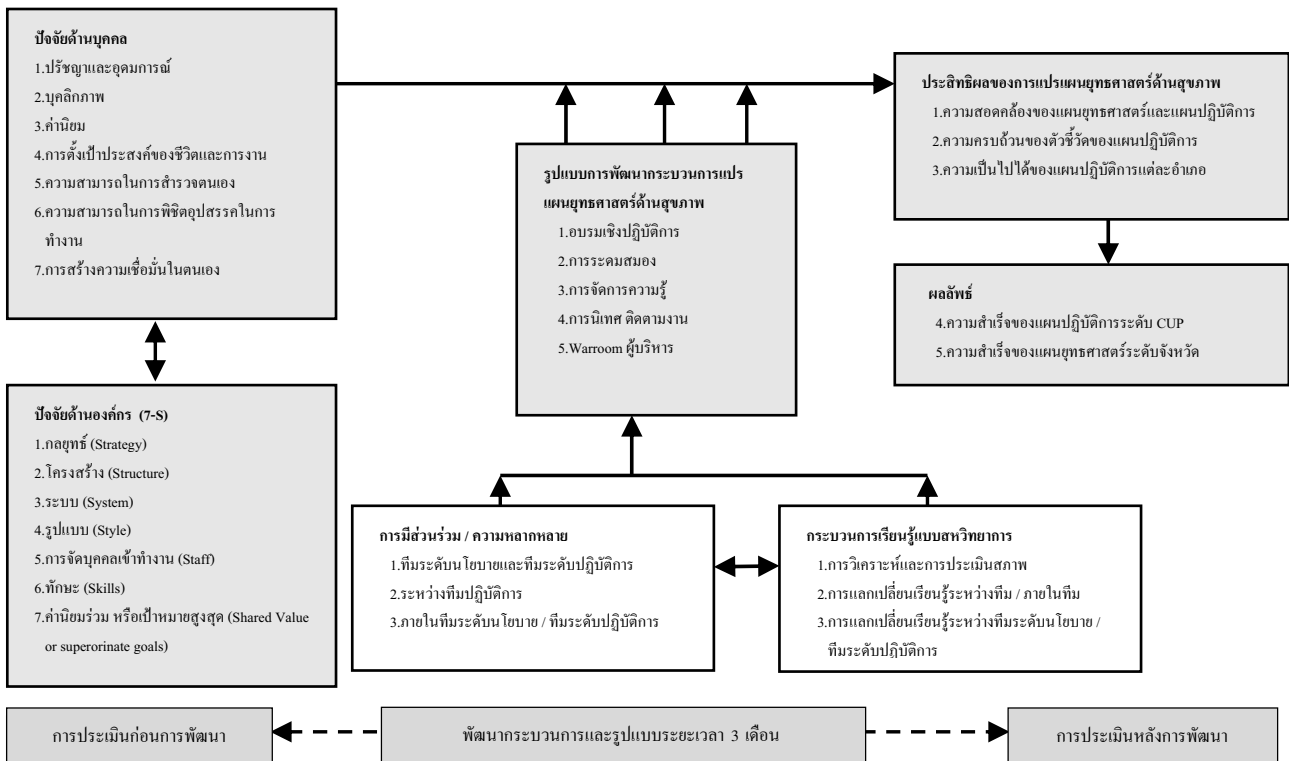 ปัจจัยด้านบุคคล
1.ปรัชญาและอุดมการณ์
2.บุคลิกภาพ
3.ค่านิยม
4.การตั้งเป้าประสงค์ของชีวิตและการงาน
5.ความสามารถในการสำรวจตนเอง
6.ความสามารถในการพิชิตอุปสรรคในการ
ทำงาน
7.การสร้างความเชื่อมั่นในตนเอง
ปัจจัยด้านองค์กร (7-S)
1.กลยุทธ์ (Strategy)
2.โครงสร้าง (Structure)
3.ระบบ (System)
4.รูปแบบ (Style)
5.การจัดบุคคลเข้าทำงาน (Staff)
6.ทักษะ (Skills)
7.ค่านิยมร่วม หรือเป้าหมายสูงสุด (Shared Value
or superorinate goals)
รูปแบบการพัฒนากระบวนการแปร
แผนยุทธศาสตร์ด้านสุขภาพ
1.อบรมเชิงปฏิบัติการ
2.การระดมสมอง
3.การจัดการความรู้
4.การนิเทศ ติดตามงาน
5.Warroom ผู้บริหาร
ประสิทธิผลของการแปรแผนยุทธศาสตร์ด้านสุขภาพ
1.ความสอดคล้องของแผนยุทธศาสตร์และแผนปฏิบัติการ
2.ความครบถ้วนของตัวชี้วัดของแผนปฏิบัติการ
3.ความเป็นไปได้ของแผนปฏิบัติการแต่ละอำเภอ
ผลลัพธ์
4.ความสำเร็จของแผนปฏิบัติการระดับ CUP
5.ความสำเร็จของแผนยุทธศาสตร์ระดับจังหวัด
การมีส่วนร่วม / ความหลากหลาย
1.ทีมระดับนโยบายและทีมระดับปฏิบัติการ
2.ระหว่างทีมปฏิบัติการ
3.ภายในทีมระดับนโยบาย / ทีมระดับปฏิบัติการ
กระบวนการเรียนรู้แบบสหวิทยาการ
1.การวิเคราะห์และการประเมินสภาพ
2.การแลกเปลี่ยนเรียนรู้ระหว่างทีม / ภายในทีม
3.การแลกเปลี่ยนเรียนรู้ระหว่างทีมระดับนโยบาย /
ทีมระดับปฏิบัติการ
การประเมินก่อนการพัฒนา
พัฒนากระบวนการและรูปแบบระยะเวลา 3 เดือน
การประเมินหลังการพัฒนา